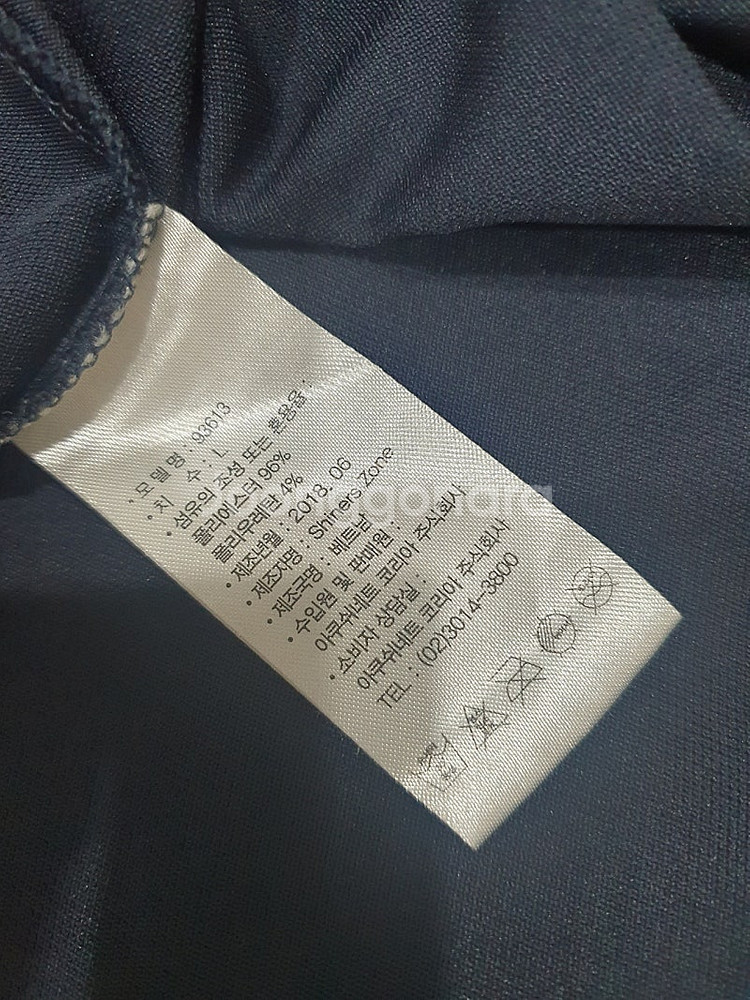 · 모델명 : 93613
· 치 수 : L
· 섬유의 조성 또는 혼용율 :
폴리에스터 96%
폴리우레탄 4%
· 제조년월 : 2018. 06
· 제조자명 : Shiners Zone
· 제조국명 : 베트남
· 수입원 및 판매원 :
아쿠쉬네트 코리아 주식회사
· 소비자 상담실 :
아쿠쉬네트 코리아 주식회사
TEL : (02)3014-3800